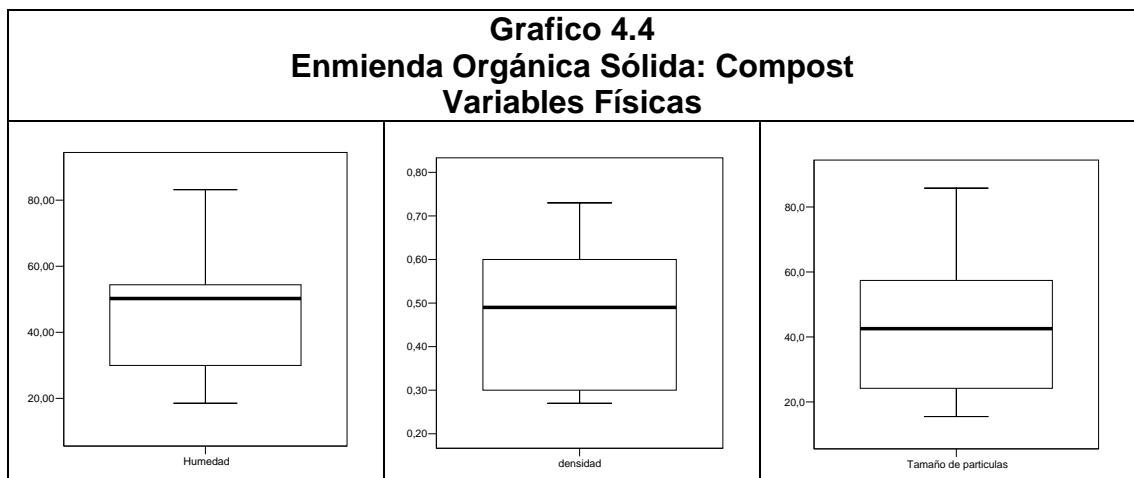 Grafico 4.4
Enmienda Orgánica Sólida: Compost
Variables Físicas
80,00
60,00
40,00
20,00
Humedad
0,80
0,70
0,60
0,50
0,40
0,30
0,20
densidad
80,0
60,0
40,0
20,0
Tamaño de particulas